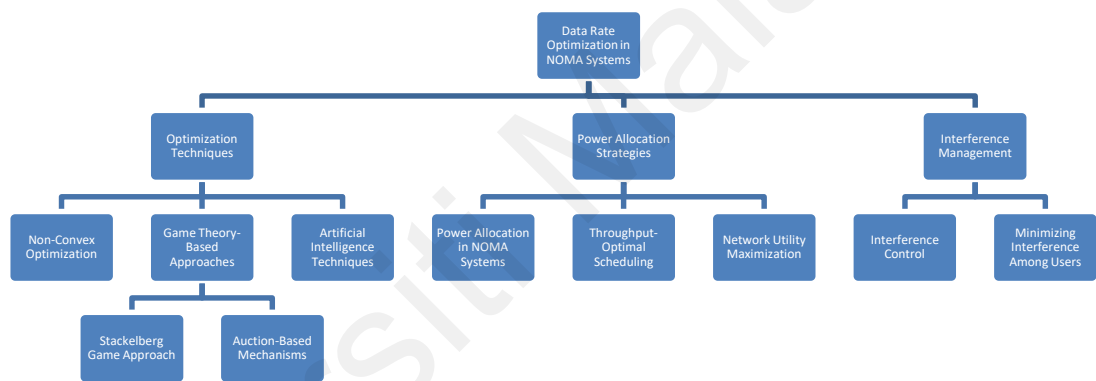 Data Rate
Optimization in
NOMA Systems
Optimization
Techniques
Power Allocation
Strategies
Interference
Management
Non-Convex
Optimization
Game Theory-
Based
Approaches
Artificial
Intelligence
Techniques
Power Allocation
in NOMA
Systems
Throughput-
Optimal
Scheduling
Network Utility
Maximization
Interference
Control
Minimizing
Interference
Among Users
Stackelberg
Game Approach
Auction-Based
Mechanisms